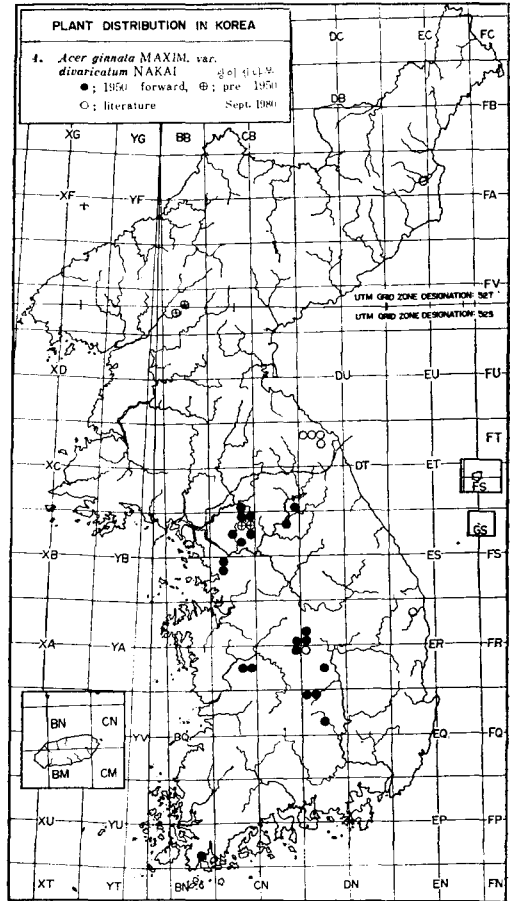 PLANT DISTRIBUTION IN KOREA
1. Acer ginnata MAXIM. var.
divaricatum NAKAI
● ; 1950 forward, ⊕ ; pre 1950
○ ; literature Sept. 1980
DC EC FC
DB FB
XG YG BB CB
XF YF FA
FV
UTM GRID ZONE DESIGNATION: 52T
UTM GRID ZONE DESIGNATION: 52S
XD DU EU FU
FT
XC DT ET
FS
GS
XB YB ES FS
XA YA ER FR
BN CN
YV BQ EQ FQ
BM CM
XU YU EP FP
XT YT BN CN DN EN FN